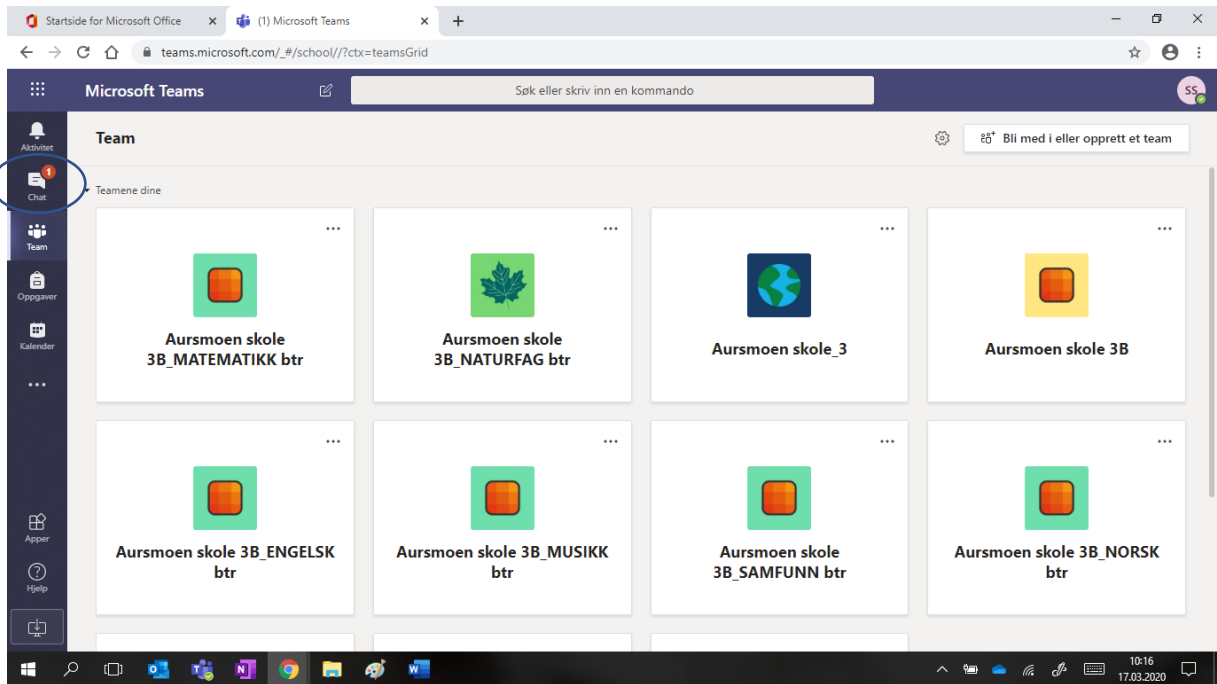 Startside for Microsoft Office
(1) Microsoft Teams
teams.microsoft.com/_#/school//?ctx=teamsGrid
Microsoft Teams
Søk eller skriv inn en kommando
SS
Aktivitet
1
Chat
Team
Oppgaver
Kalender
Apper
Hjelp
Team
Bli med i eller opprett et team
Teamene dine
Aursmoen skole
3B_MATEMATIKK btr
Aursmoen skole
3B_NATURFAG btr
Aursmoen skole_3
Aursmoen skole 3B
Aursmoen skole 3B_ENGELSK
btr
Aursmoen skole 3B_MUSIKK
btr
Aursmoen skole
3B_SAMFUNN btr
Aursmoen skole 3B_NORSK
btr
10:16
17.03.2020